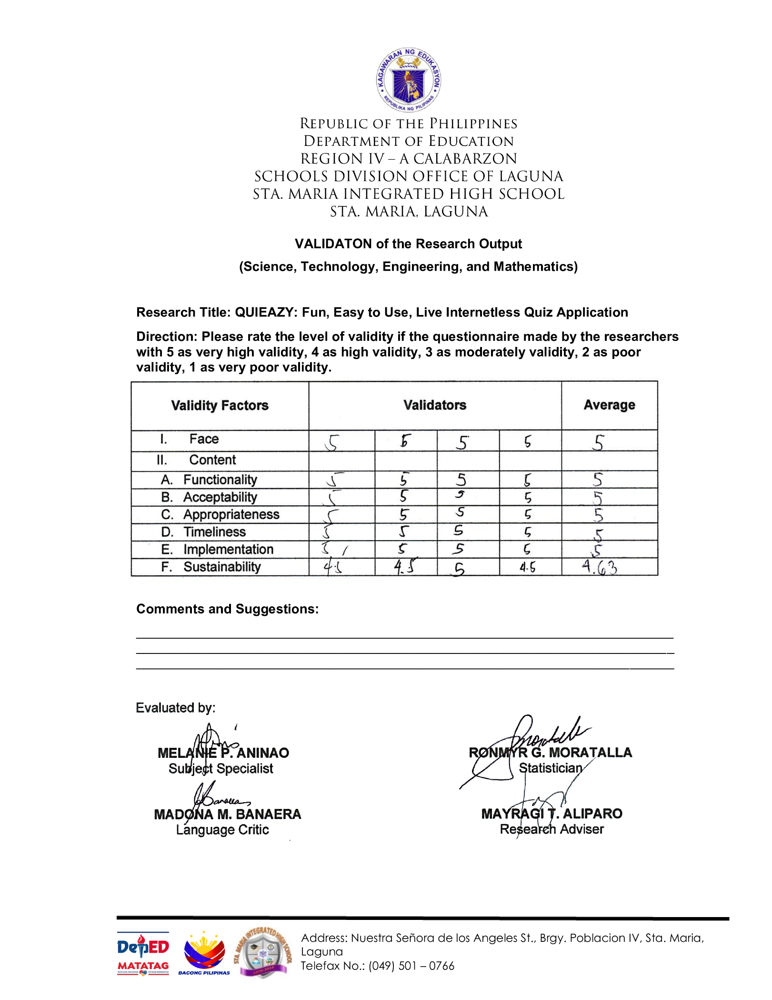 KAGAWARAN NG EDUKASYON
REPUBLIKA NG PILIPINAS
Republic of the Philippines
Department of Education
REGION IV – A CALABARZON
SCHOOLS DIVISION OFFICE OF LAGUNA
STA. MARIA INTEGRATED HIGH SCHOOL
STA. MARIA, LAGUNA
VALIDATON of the Research Output
(Science, Technology, Engineering, and Mathematics)
Research Title: QUIEAZY: Fun, Easy to Use, Live Internetless Quiz Application
Direction: Please rate the level of validity if the questionnaire made by the researchers
with 5 as very high validity, 4 as high validity, 3 as moderately validity, 2 as poor
validity, 1 as very poor validity.
Validity Factors Validators Average
I. Face 5 5 5 5 5
II. Content
A. Functionality 5 5 5 5 5
B. Acceptability 5 5 5 5 5
C. Appropriateness 5 5 5 5 5
D. Timeliness 5 5 5 5 5
E. Implementation 5 5 5 5 5
F. Sustainability 4.5 4.5 5 4.5 4.63
Comments and Suggestions:
Evaluated by:
MELANIE P. ANINAO RONMYR G. MORATALLA
Subject Specialist Statistician
MADONA M. BANAERA MAYRAGI T. ALIPARO
Language Critic Research Adviser
DepED
MATATAG
BAGONG PILIPINAS
STA. MARIA INTEGRATED HIGH SCHOOL
1970-2016
Address: Nuestra Señora de los Angeles St., Brgy. Poblacion IV, Sta. Maria,
Laguna
Telefax No.: (049) 501 – 0766